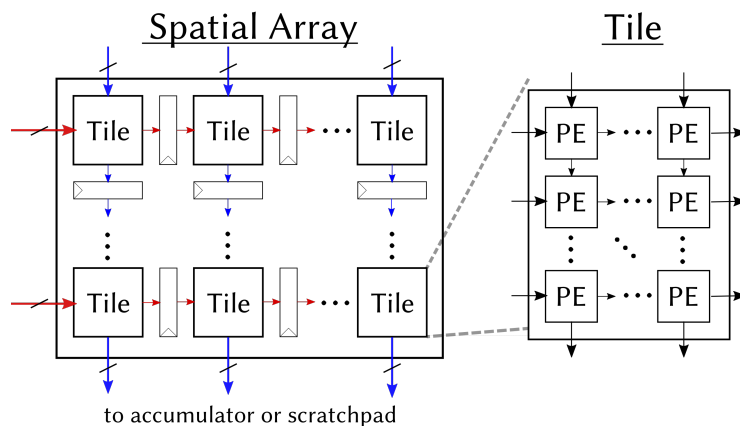 Spatial Array
Tile
Tile Tile ••• Tile
Tile Tile ••• Tile
to accumulator or scratchpad
PE ••• PE
PE ••• PE
PE ••• PE